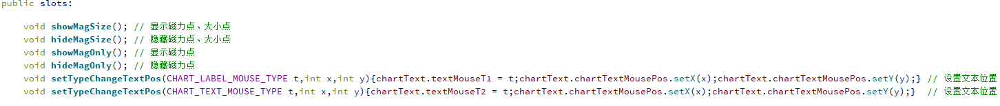 public slots:
void showMagSize(); // 显示磁力点、大小点
void hideMagSize(); // 隐藏磁力点、大小点
void showMagOnly(); // 显示磁力点
void hideMagOnly(); // 隐藏磁力点
void setTypeChangeTextPos(CHART_LABEL_MOUSE_TYPE t,int x,int y){chartText.textMouseT1 = t;chartText.chartTextMousePos.setX(x);chartText.chartTextMousePos.setY(y);} // 设置文本位置
void setTypeChangeTextPos(CHART_TEXT_MOUSE_TYPE t,int x,int y){chartText.textMouseT2 = t;chartText.chartTextMousePos.setX(x);chartText.chartTextMousePos.setY(y);} // 设置文本位置